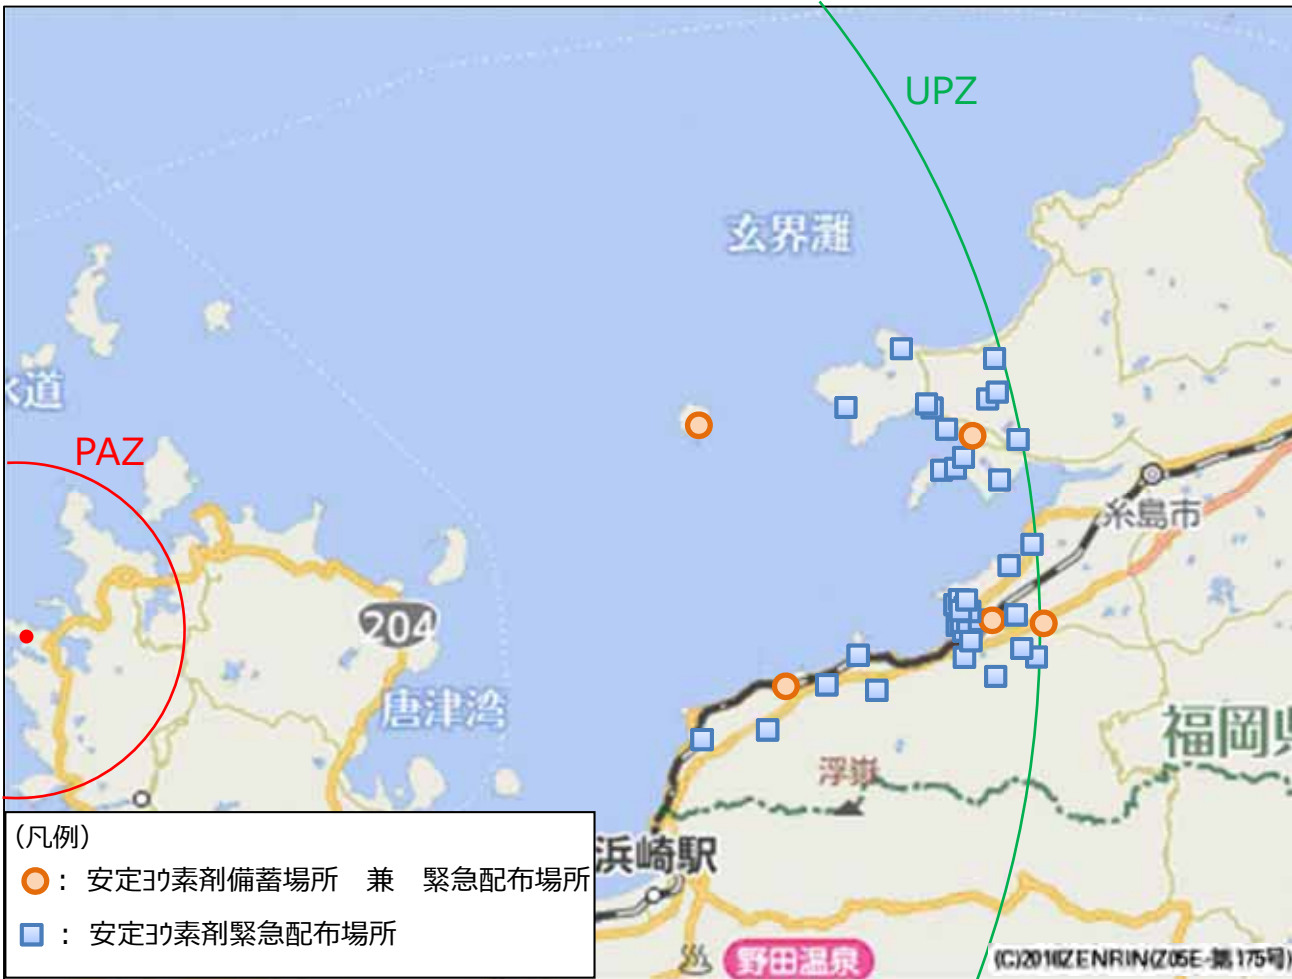 UPZ
玄界灘
水道
PAZ
糸島市
204
唐津湾
福岡県
浮嶽
(凡例)
: 安定ﾖｳ素剤備蓄場所　兼　緊急配布場所
: 安定ﾖｳ素剤緊急配布場所
浜崎駅
野田温泉
(C)2010ZENRIN(Z05E-第175号)